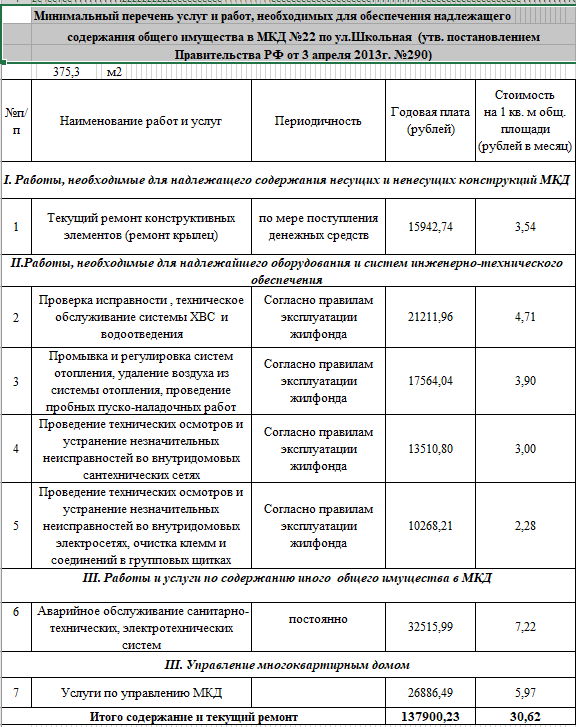 Минимальный перечень услуг и работ, необходимых для обеспечения надлежащего
содержания общего имущества в МКД №22 по ул.Школьная (утв. постановлением
Правительства РФ от 3 апреля 2013г. №290)
375,3 м2
№п/
п
Наименование работ и услуг
Периодичность
Годовая плата
(рублей)
Стоимость
на 1 кв. м общ.
площади
(рублей в месяц)
I. Работы, необходимые для надлежащего содержания несущих и ненесущих конструкций МКД
1
Текущий ремонт конструктивных
элементов (ремонт крылец)
по мере поступления
денежных средств
15942,74
3,54
II.Работы, необходимые для надлежайшего оборудования и систем инженерно-технического
обеспечения
2
Проверка исправности , техническое
обслуживание системы ХВС и
водоотведения
Согласно правилам
эксплуатации
жилфонда
21211,96
4,71
3
Промывка и регулировка систем
отопления, удаление воздуха из
системы отопления, проведение
пробных пуско-наладочных работ
Согласно правилам
эксплуатации
жилфонда
17564,04
3,90
4
Проведение технических осмотров и
устранение незначительных
неисправностей во внутридомовых
сантехнических сетях
Согласно правилам
эксплуатации
жилфонда
13510,80
3,00
5
Проведение технических осмотров и
устранение незначительных
неисправностей во внутридомовых
электросетях, очистка клемм и
соединений в групповых щитках
Согласно правилам
эксплуатации
жилфонда
10268,21
2,28
III. Работы и услуги по содержанию иного общего имущества в МКД
6
Аварийное обслуживание санитарно-
технических, электротехнических
систем
постоянно
32515,99
7,22
III. Управление многоквартирным домом
7
Услуги по управлению МКД
26886,49
5,97
Итого содержание и текущий ремонт
137900,23
30,62